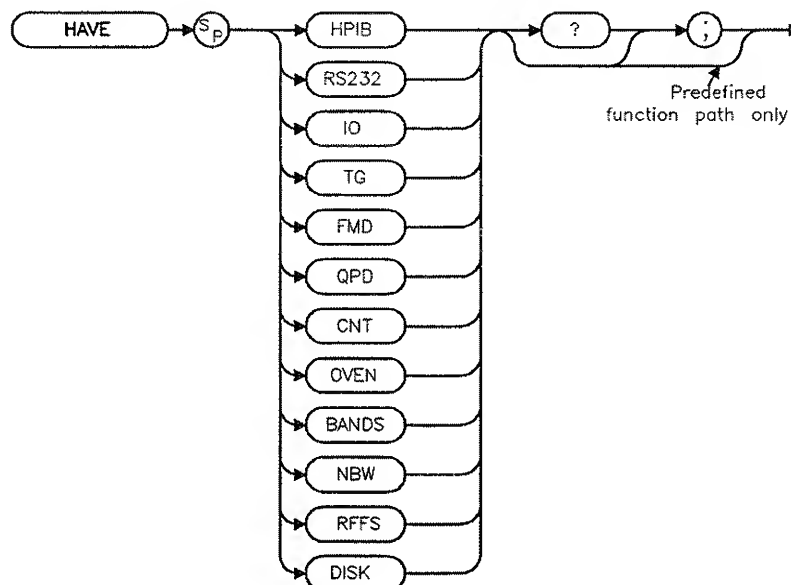 HAVE SP HPIB ? ;
RS232
Predefined
function path only
IO
TG
FMD
QPD
CNT
OVEN
BANDS
NBW
RFFS
DISK